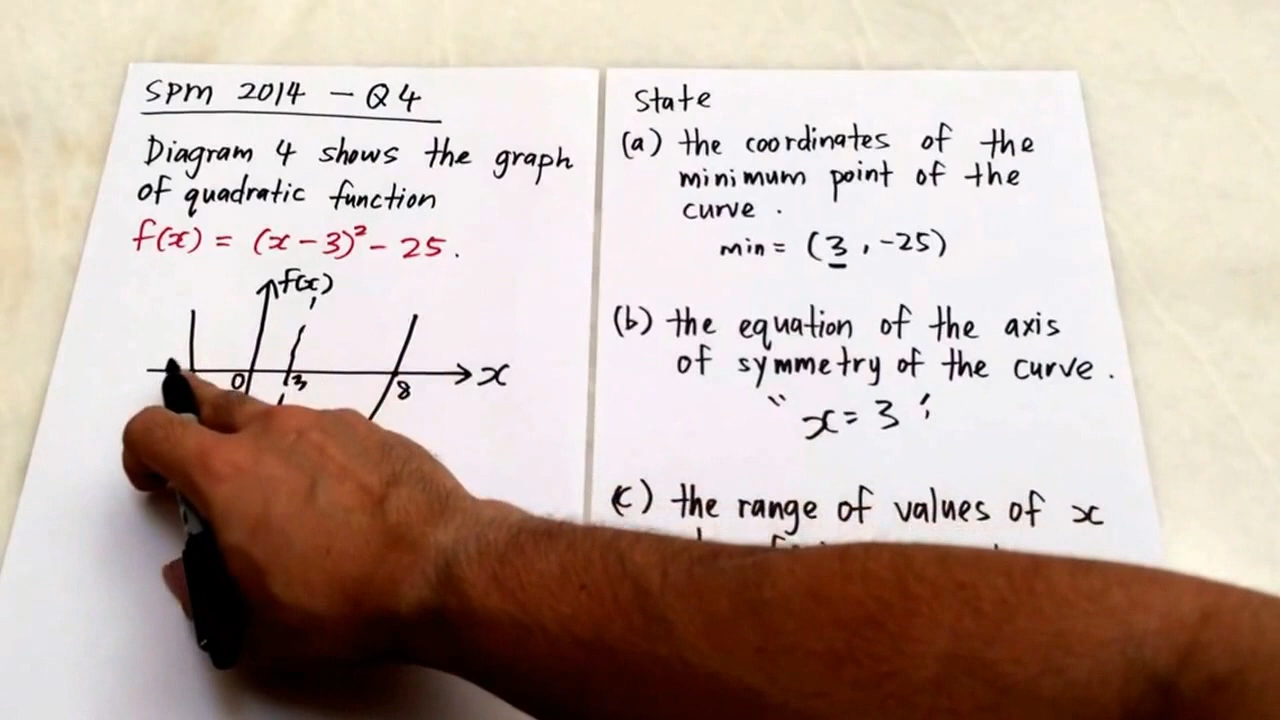 SPM 2014 - Q4
Diagram 4 shows the graph
of quadratic function
f(x) = (x-3)² - 25.
f(x)
0
3
8
x
State
(a) the coordinates of the
minimum point of the
curve.
min = (3, -25)
(b) the equation of the axis
of symmetry of the curve.
" x = 3 "
(c) the range of values of x